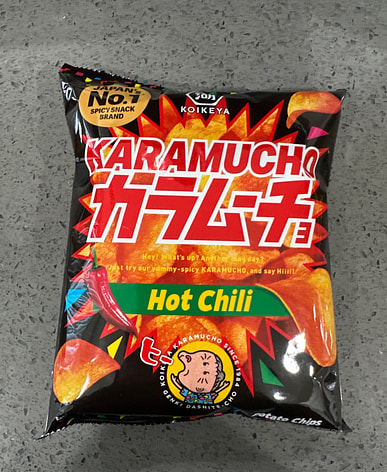 JAPAN'S
No.1
SPICY SNACK
BRAND
KOIKEYA
KARAMUCHO
カラムーチョ
Hey! What's up? Another long day?
Just try our yummy-spicy KARAMUCHO, and say Hiii!!
Hot Chili
ヒー
KOIKEYA KARAMUCHO SINCE 1984
GENKI DASHITE-CHO
Potato Chips